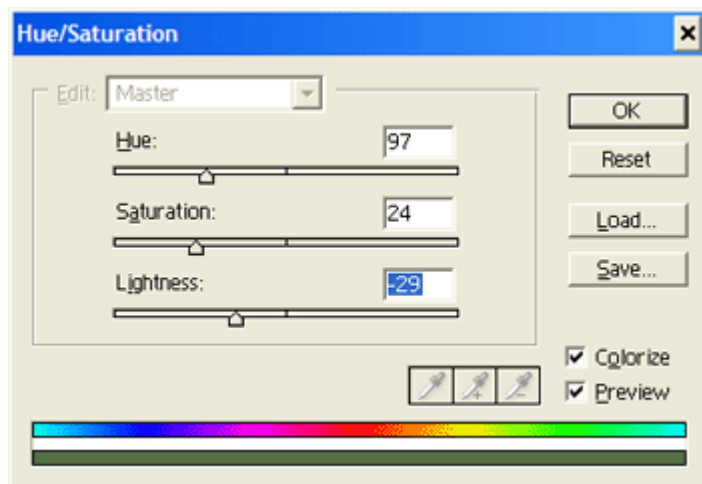 Hue/Saturation
Edit: Master
OK
Hue: 97
Reset
Saturation: 24
Load...
Save...
Lightness: -29
Colorize
Preview